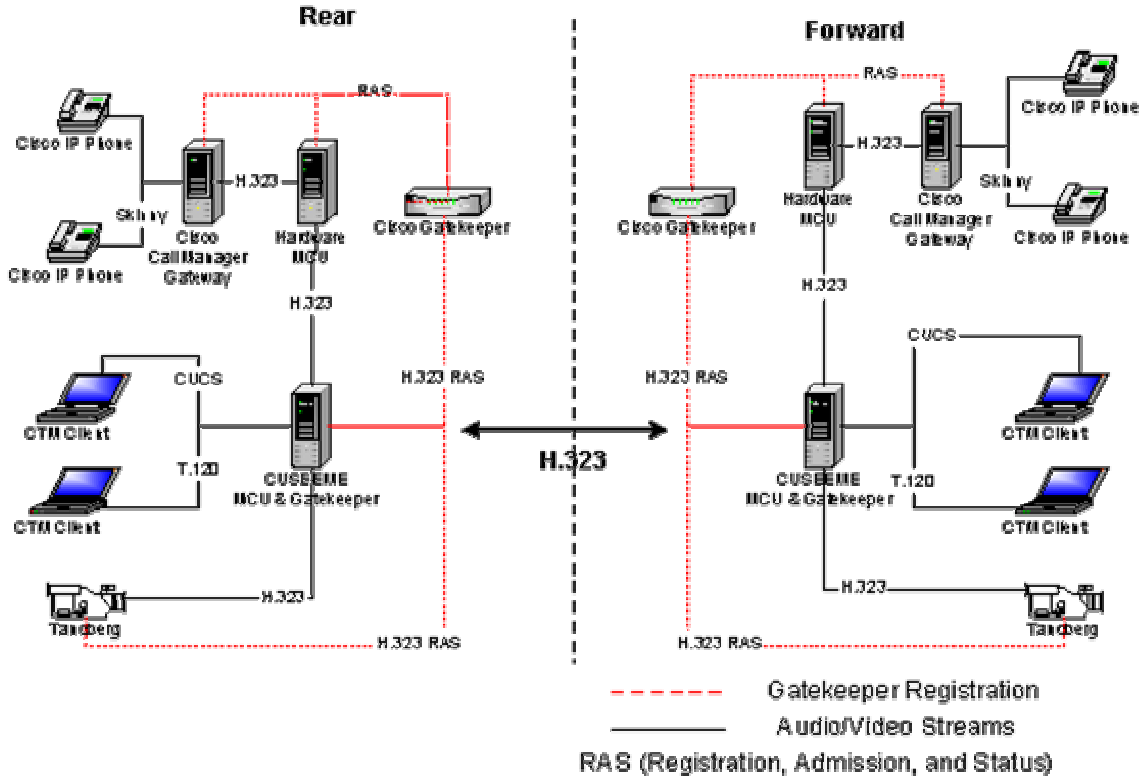 Rear
Forward
RAS
RAS
Cisco IP Phone
Cisco IP Phone
Skinny
H.323
Cisco
Call Manager
Gateway
Hardware
MCU
Cisco Gatekeeper
Cisco IP Phone
Cisco IP Phone
Skinny
H.323
Hardware
MCU
Cisco
Call Manager
Gateway
Cisco Gatekeeper
H.323
H.323
CUCS
H.323 RAS
H.323 RAS
CVCS
CTM Client
CTM Client
T.120
CUSEEME
MCU & Gatekeeper
H.323
CUSEEME
MCU & Gatekeeper
T.120
CTM Client
CTM Client
H.323
H.323
Tandberg
Tandberg
H.323 RAS
H.323 RAS
Gatekeeper Registration
Audio/Video Streams
RAS (Registration, Admission, and Status)